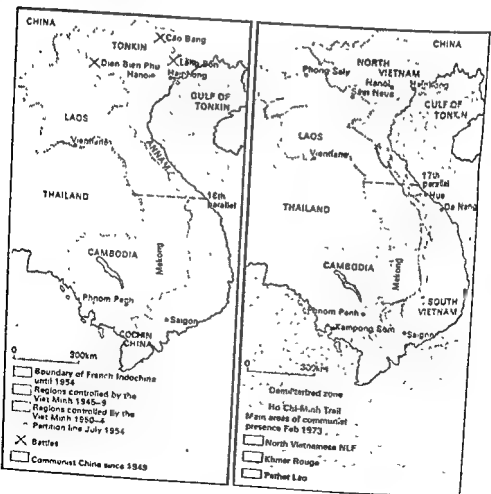 CHINA
TONKIN
Cao Bang
Dien Bien Phu
Lang Son
Hanoi
Haiphong
GULF OF
TONKIN
LAOS
Vientiane
ANNAM
THAILAND
16th
parallel
CAMBODIA
Mekong
Phnom Penh
Saigon
COCHIN
CHINA
0 300km
Boundary of French Indochina
until 1954
Regions controlled by the
Viet Minh 1945-9
Regions controlled by the
Viet Minh 1950-4
Partition line July 1954
Battles
Communist China since 1949
CHINA
NORTH
VIETNAM
Phong Saly
Hanoi
Haiphong
Sam Neua
GULF OF
TONKIN
LAOS
Vientiane
17th
parallel
Hue
Da Nang
THAILAND
CAMBODIA
Mekong
Phnom Penh
SOUTH
VIETNAM
Kampong Som
Saigon
0 300km
Demilitarized zone
Ho Chi-Minh Trail
Main areas of communist
presence Feb 1973
North Vietnamese NLF
Khmer Rouge
Pathet Lao